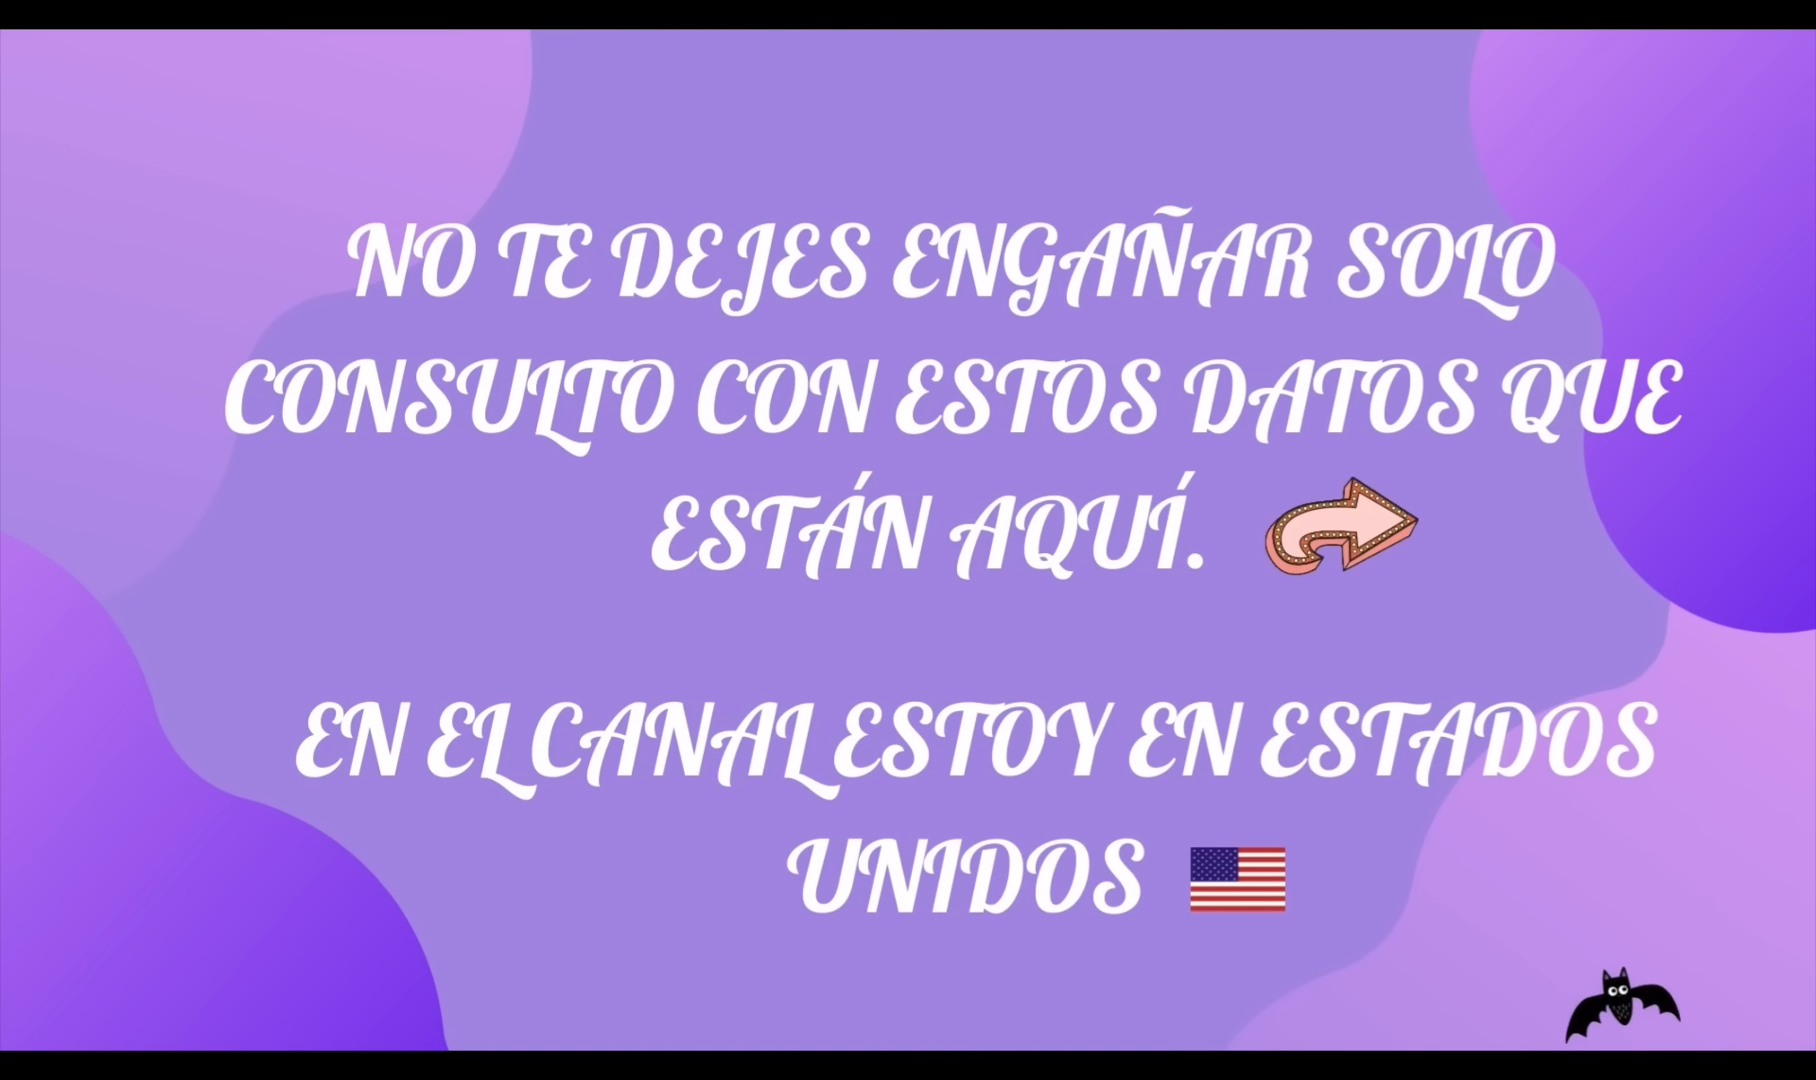 NO TE DEJES ENGAÑAR SOLO
CONSULTO CON ESTOS DATOS QUE
ESTÁN AQUÍ.
EN EL CANAL ESTOY EN ESTADOS
UNIDOS